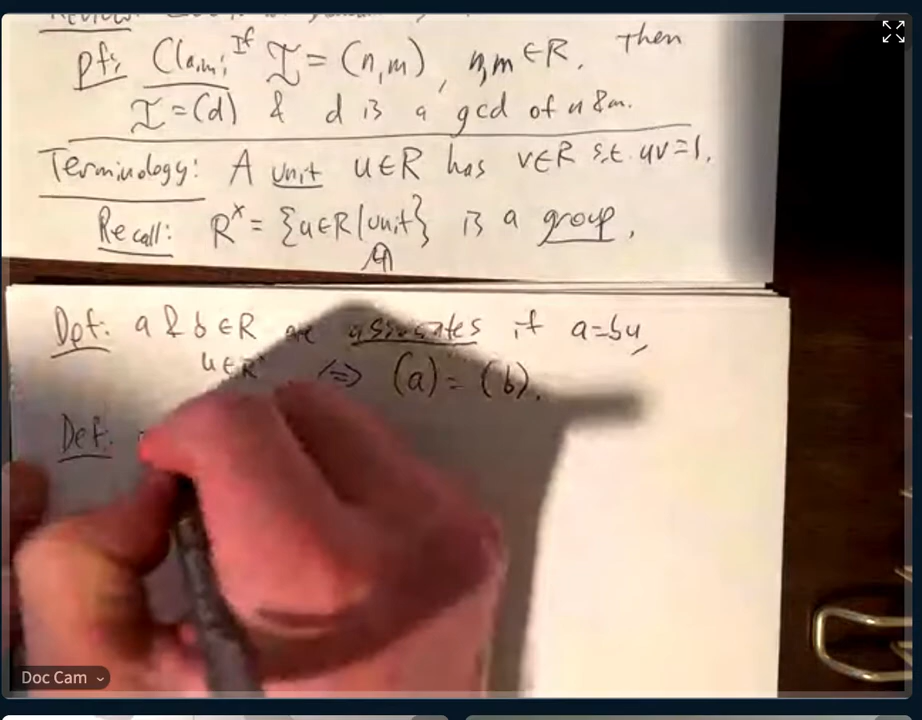 Pf: Claim: If I = (n,m), n,m ∈ R. Then
I = (d) & d is a gcd of n & m.
Terminology: A unit u ∈ R has v ∈ R s.t. uv = 1.
Recall: R^× = {u ∈ R | unit} is a group.
Def: a & b ∈ R are associates if a = bu,
u ∈ R^× <=> (a) = (b).
Def:
Doc Cam